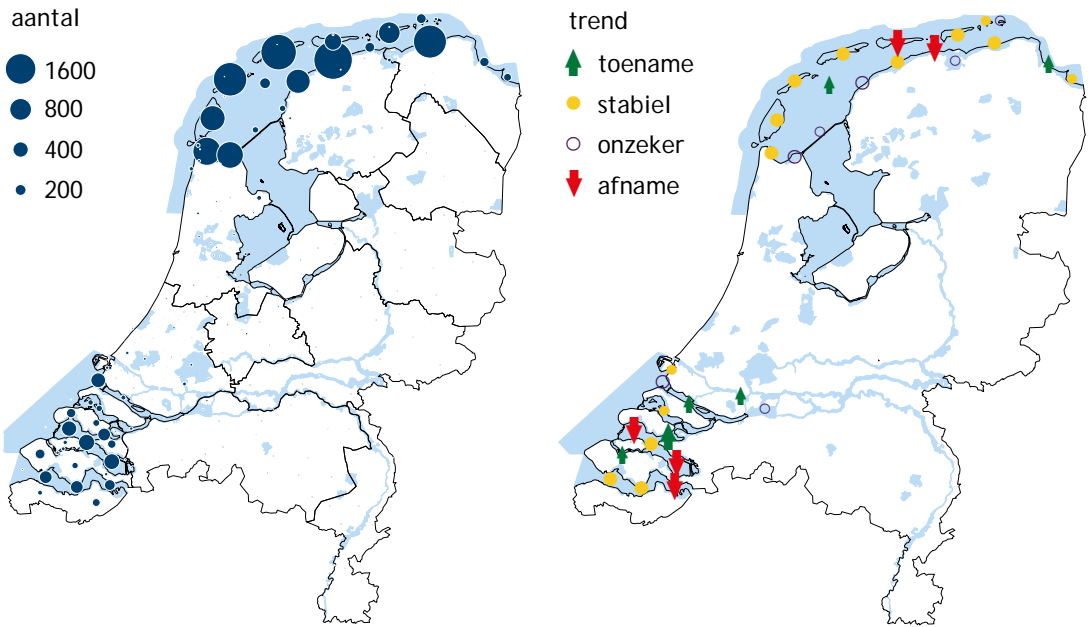 aantal
1600
800
400
200
trend
toename
stabiel
onzeker
afname